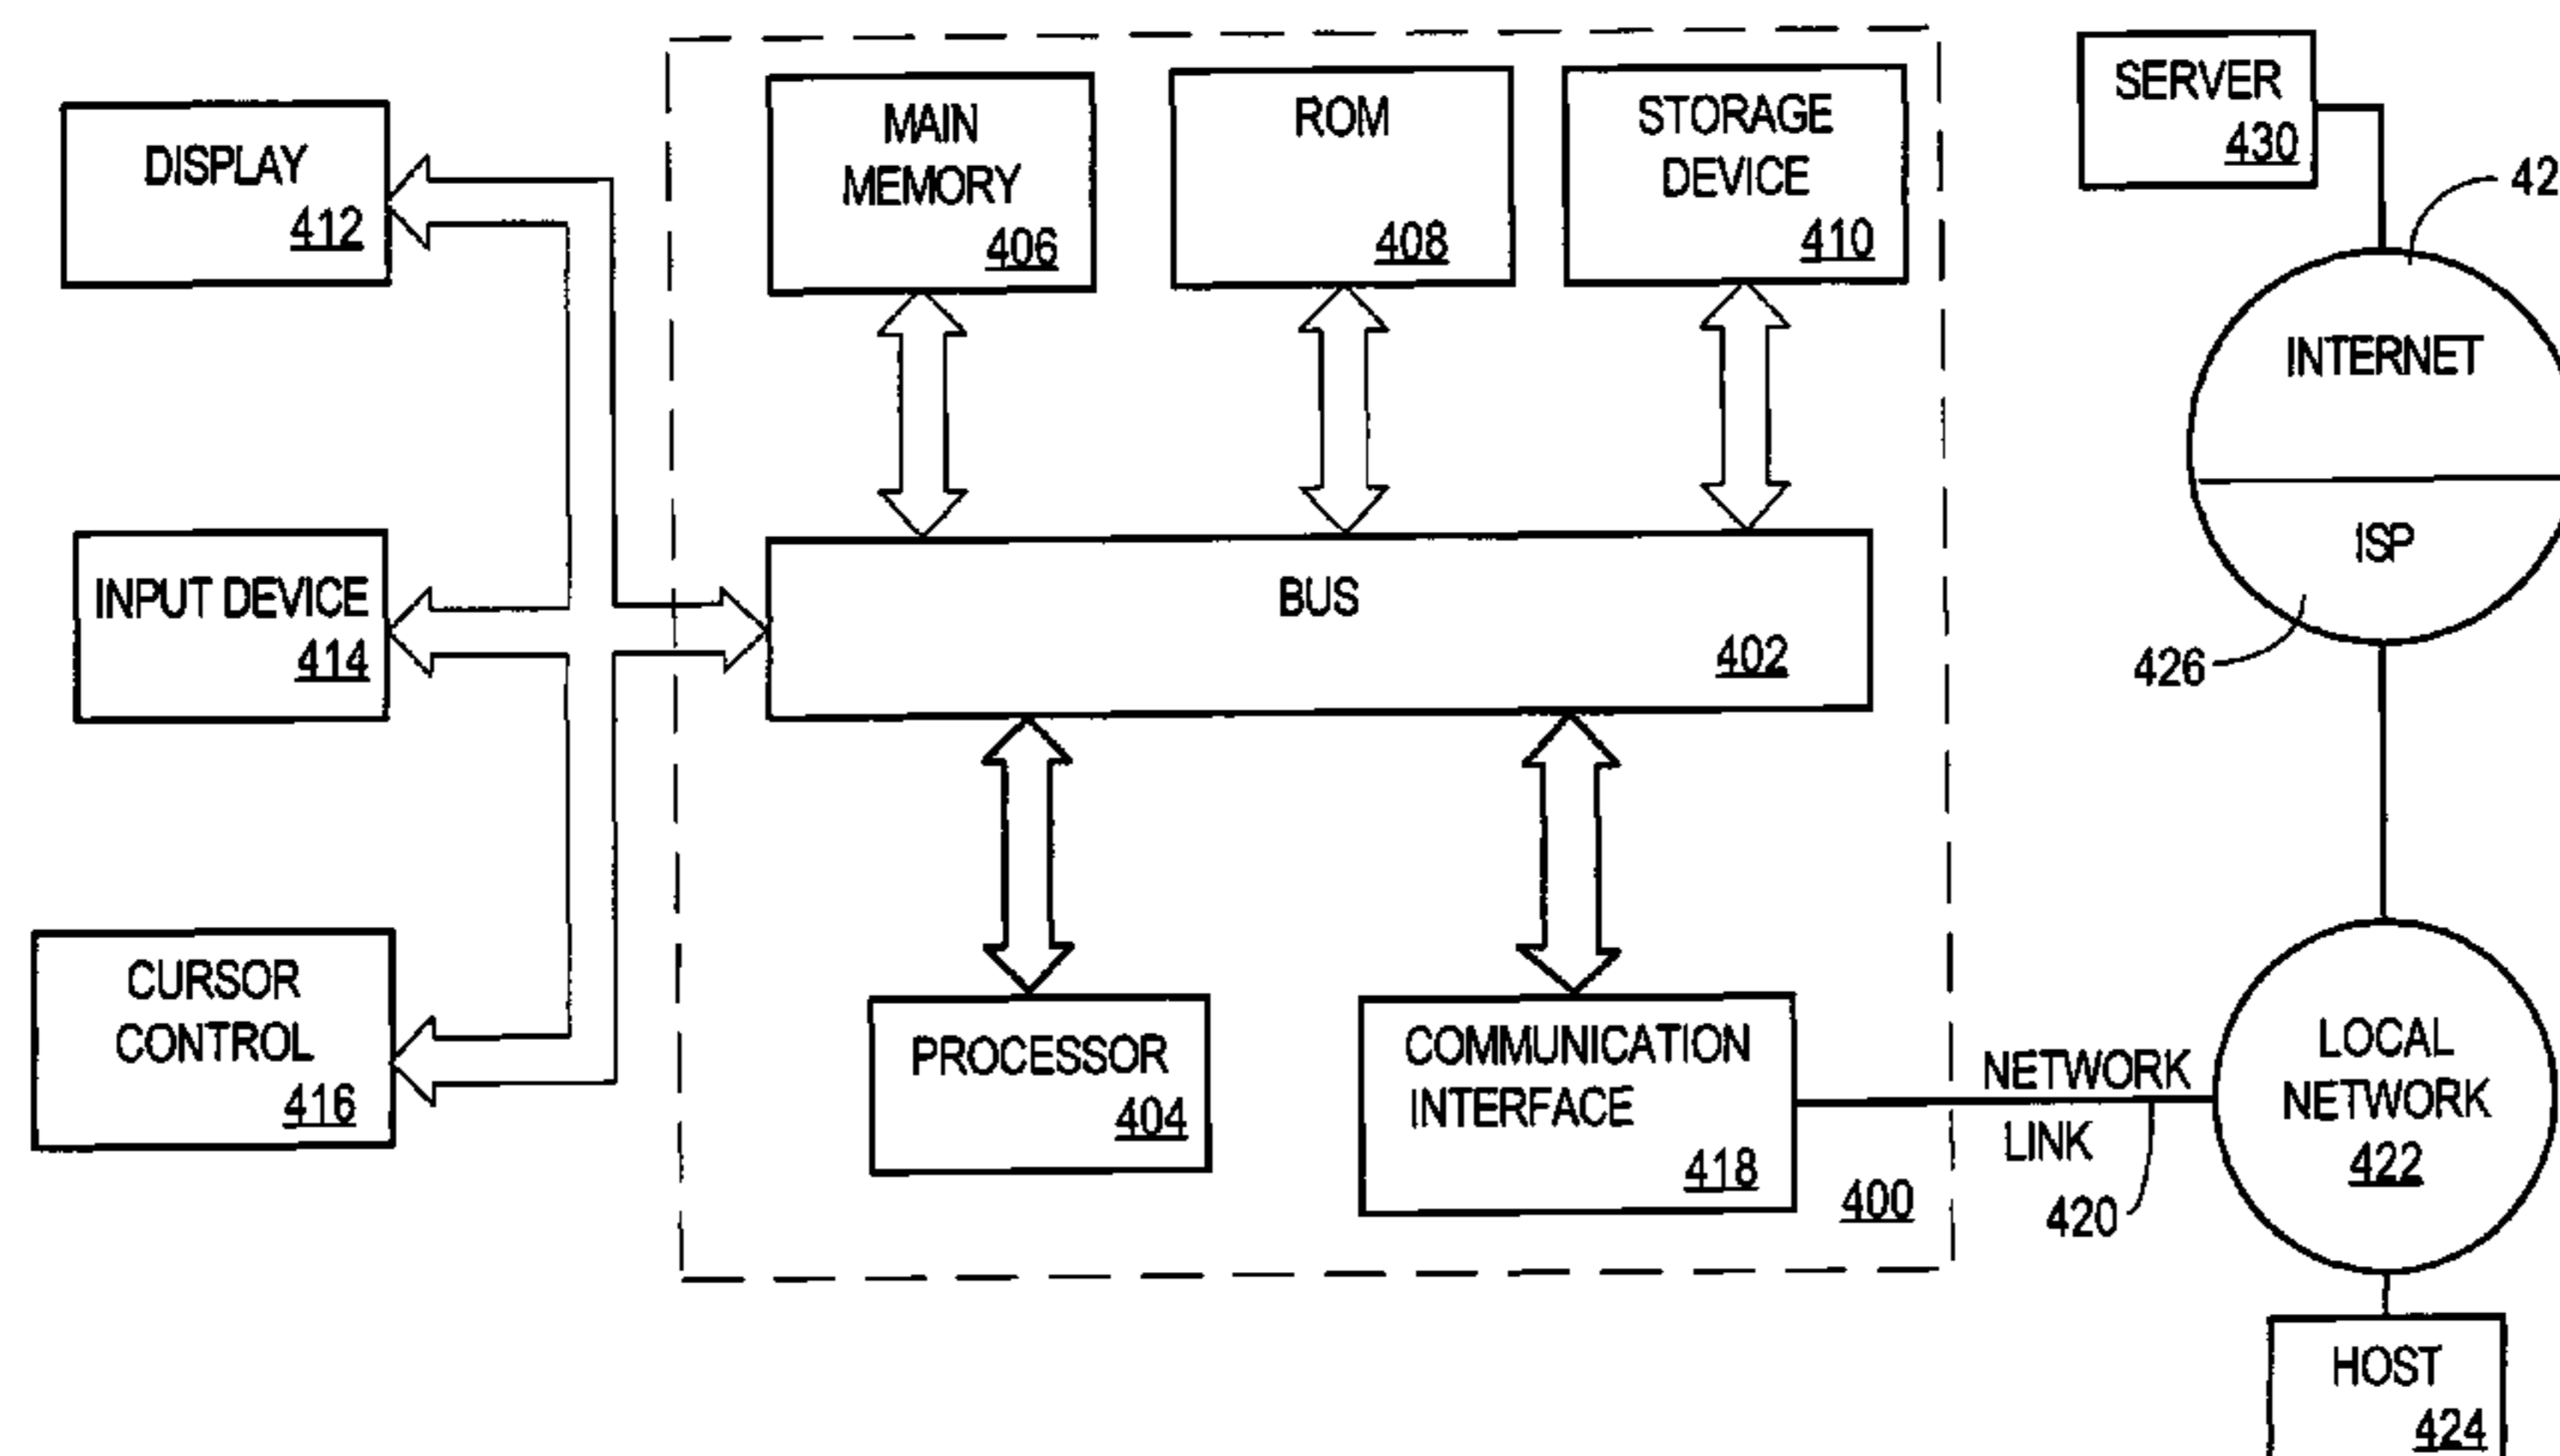 DISPLAY
412
INPUT DEVICE
414
CURSOR
CONTROL
416
MAIN
MEMORY
406
ROM
408
STORAGE
DEVICE
410
BUS
402
PROCESSOR
404
COMMUNICATION
INTERFACE
418
400
SERVER
430
INTERNET
ISP
426
NETWORK
LINK
420
LOCAL
NETWORK
422
HOST
424